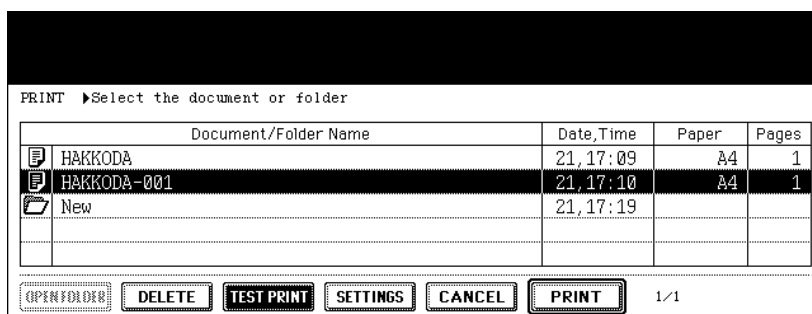 PRINT ▶Select the document or folder
Document/Folder Name Date,Time Paper Pages
HAKKODA 21,17:09 A4 1
HAKKODA-001 21,17:10 A4 1
New 21,17:19
OPEN FOLDER DELETE TEST PRINT SETTINGS CANCEL PRINT 1/1